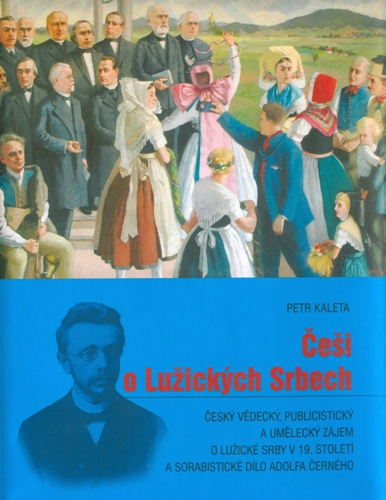 PETR KALETA
Češi
o Lužických Srbech
ČESKÝ VĚDECKÝ, PUBLICISTICKÝ
A UMĚLECKÝ ZÁJEM
O LUŽICKÉ SRBY V 19. STOLETÍ
A SORABISTICKÉ DÍLO ADOLFA ČERNÉHO